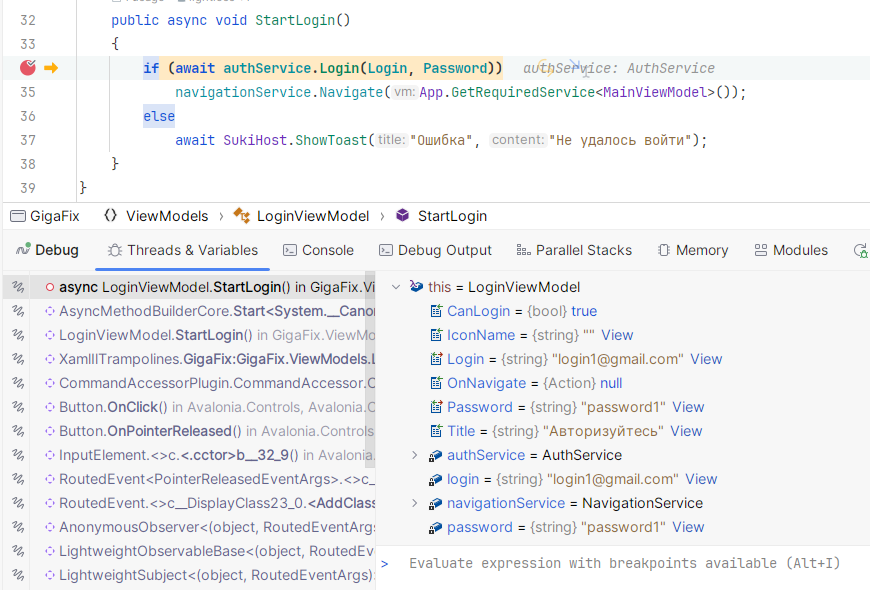 32 public async void StartLogin()
33 {
if (await authService.Login(Login, Password)) authService: AuthService
35 navigationService.Navigate(vm: App.GetRequiredService<MainViewModel>());
36 else
37 await SukiHost.ShowToast(title: "Ошибка", content: "Не удалось войти");
38 }
39 }
GigaFix ViewModels › LoginViewModel › StartLogin
Debug Threads & Variables Console Debug Output Parallel Stacks Memory Modules
async LoginViewModel.StartLogin() in GigaFix.Vi
AsyncMethodBuilderCore.Start<System.__Canon
LoginViewModel.StartLogin() in GigaFix.ViewMo
XamlIlTrampolines.GigaFix:GigaFix.ViewModels.L
CommandAccessorPlugin.CommandAccessor.C
Button.OnClick() in Avalonia.Controls, Avalonia.C
Button.OnPointerReleased() in Avalonia.Controls
InputElement.<>c.<.cctor>b__32_9() in Avalonia.
RoutedEvent<PointerReleasedEventArgs>.<>c_
RoutedEvent.<>c__DisplayClass23_0.<AddClass
AnonymousObserver<(object, RoutedEventArgs
LightweightObservableBase<(object, RoutedEv
LightweightSubject<(object, RoutedEventArgs)
this = LoginViewModel
CanLogin = {bool} true
IconName = {string} "" View
Login = {string} "login1@gmail.com" View
OnNavigate = {Action} null
Password = {string} "password1" View
Title = {string} "Авторизуйтесь" View
authService = AuthService
login = {string} "login1@gmail.com" View
navigationService = NavigationService
password = {string} "password1" View
> Evaluate expression with breakpoints available (Alt+I)